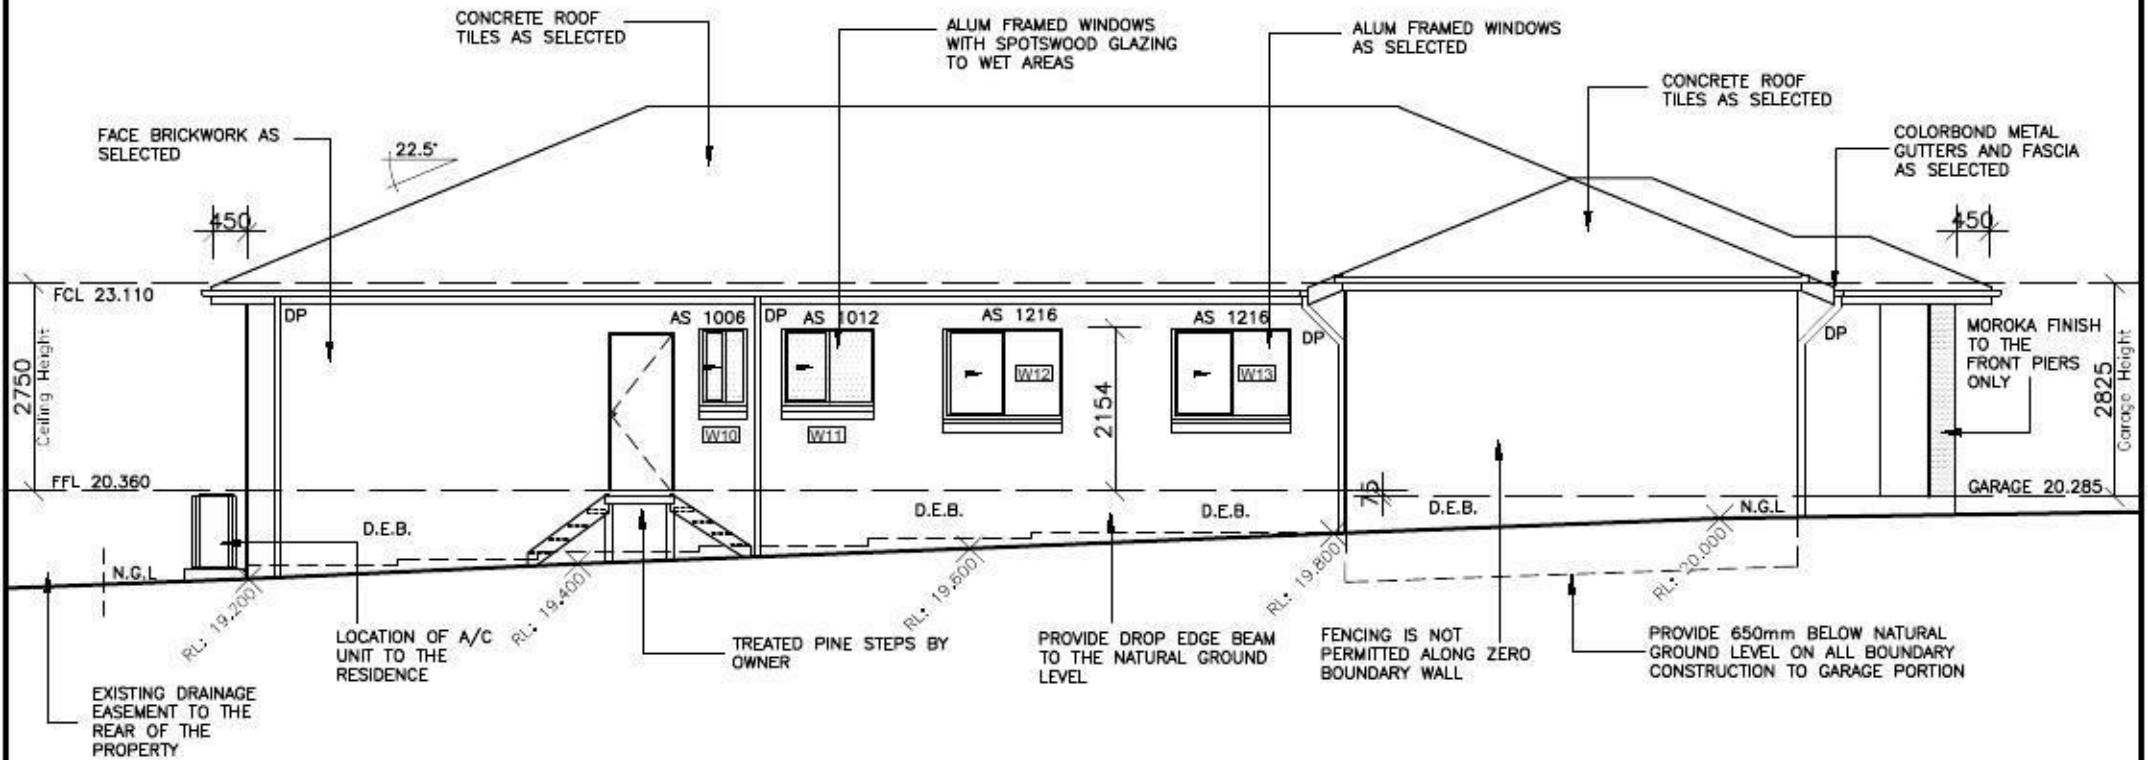 CONCRETE ROOF
TILES AS SELECTED
ALUM FRAMED WINDOWS
WITH SPOTSWOOD GLAZING
TO WET AREAS
ALUM FRAMED WINDOWS
AS SELECTED
CONCRETE ROOF
TILES AS SELECTED
FACE BRICKWORK AS
SELECTED
22.5°
COLORBOND METAL
GUTTERS AND FASCIA
AS SELECTED
450
450
FCL 23.110
DP
AS 1006
DP
AS 1012
AS 1216
AS 1216
DP
DP
MOROKA FINISH
TO THE
FRONT PIERS
ONLY
2750
Ceiling Height
W12
W13
2154
2825
Garage Height
W10
W11
FFL 20.360
75
GARAGE 20.285
D.E.B.
D.E.B.
D.E.B.
D.E.B.
N.G.L
N.G.L
RL: 19.200
RL: 19.400
RL: 19.600
RL: 19.800
RL: 20.000
LOCATION OF A/C
UNIT TO THE
RESIDENCE
TREATED PINE STEPS BY
OWNER
PROVIDE DROP EDGE BEAM
TO THE NATURAL GROUND
LEVEL
FENCING IS NOT
PERMITTED ALONG ZERO
BOUNDARY WALL
PROVIDE 650mm BELOW NATURAL
GROUND LEVEL ON ALL BOUNDARY
CONSTRUCTION TO GARAGE PORTION
EXISTING DRAINAGE
EASEMENT TO THE
REAR OF THE
PROPERTY